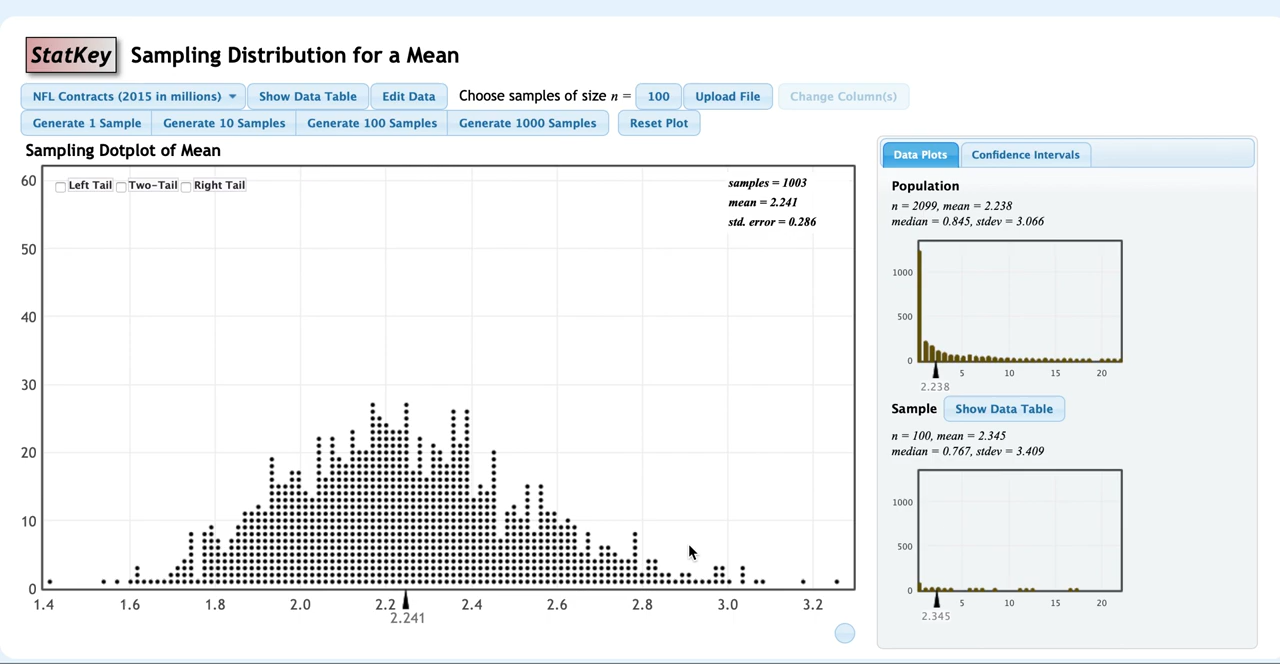 StatKey Sampling Distribution for a Mean
NFL Contracts (2015 in millions) Show Data Table Edit Data Choose samples of size n = 100 Upload File Change Column(s)
Generate 1 Sample Generate 10 Samples Generate 100 Samples Generate 1000 Samples Reset Plot
Sampling Dotplot of Mean
Left Tail Two-Tail Right Tail
samples = 1003
mean = 2.241
std. error = 0.286
60
50
40
30
20
10
0
1.4 1.6 1.8 2.0 2.2 2.4 2.6 2.8 3.0 3.2
2.241
Data Plots Confidence Intervals
Population
n = 2099, mean = 2.238
median = 0.845, stdev = 3.066
1000
500
0
5 10 15 20
2.238
Sample Show Data Table
n = 100, mean = 2.345
median = 0.767, stdev = 3.409
1000
500
0
5 10 15 20
2.345